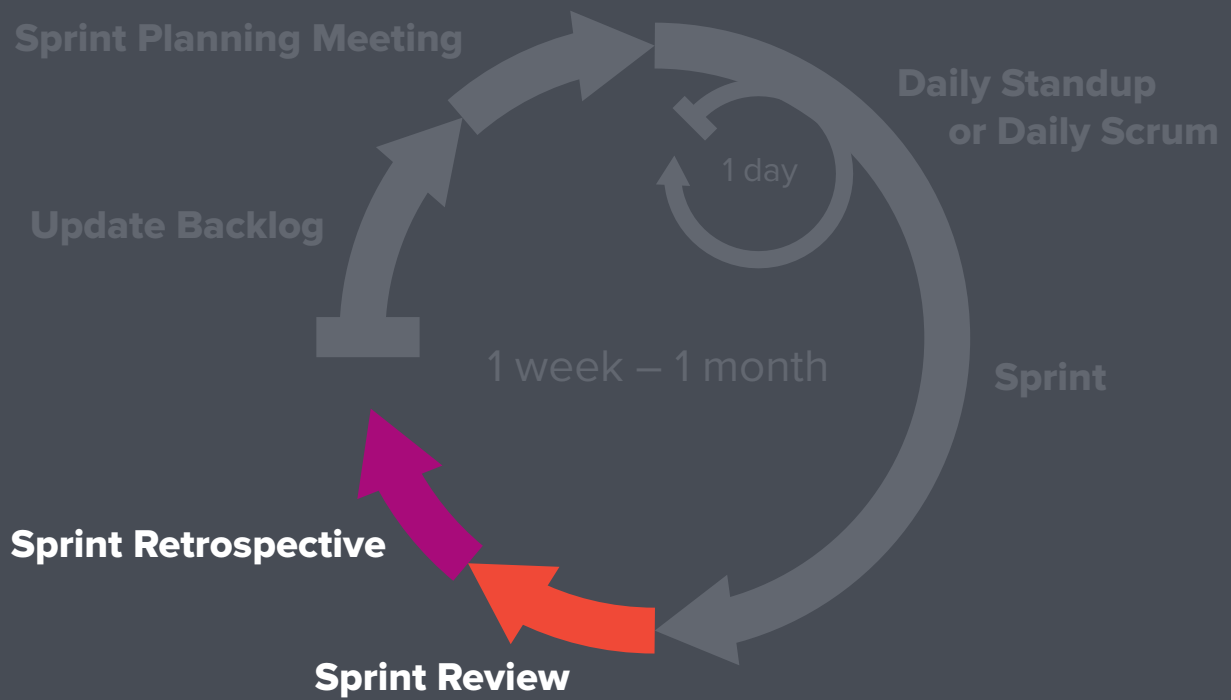 Sprint Planning Meeting
Daily Standup
or Daily Scrum
1 day
Update Backlog
1 week – 1 month
Sprint
Sprint Retrospective
Sprint Review